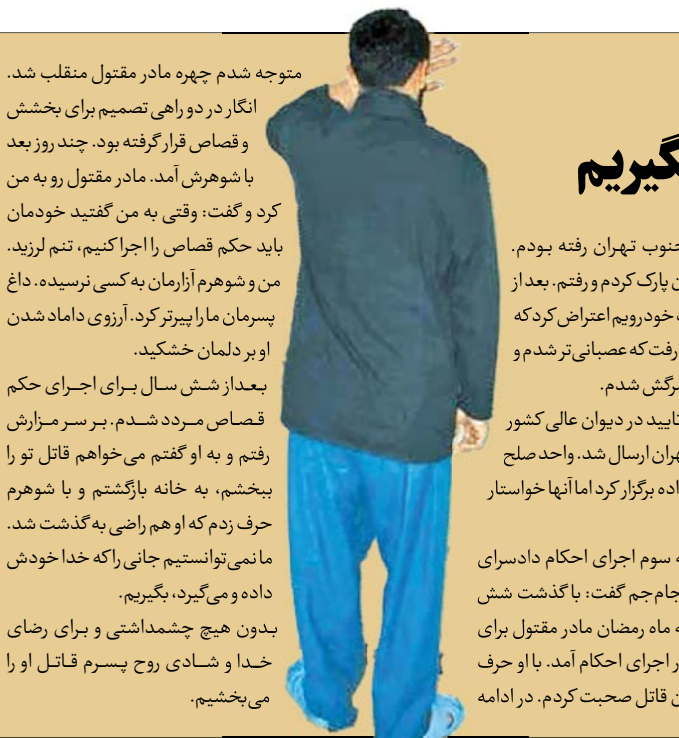 گیریم
جنوب تهران رفته بودم.
پارک کردم و رفتم. بعد از
خودرویم اعتراض کرد که
رفت که عصبانی‌تر شدم و
مرگش شدم.
تایید در دیوان عالی کشور
تهران ارسال شد. واحد صلح
برگزار کرد اما آنها خواستار
سوم اجرای احکام دادسرای
جام‌جم گفت: با گذشت شش
ماه رمضان مادر مقتول برای
اجرای احکام آمد. با او حرف
قاتل صحبت کردم. در ادامه
متوجه شدم چهره مادر مقتول منقلب شد.
انگار در دو راهی تصمیم برای بخشش
و قصاص قرار گرفته بود. چند روز بعد
با شوهرش آمد. مادر مقتول رو به من
کرد و گفت: وقتی به من گفتید خودمان
باید حکم قصاص را اجرا کنیم، تنم لرزید.
من و شوهرم آزارمان به کسی نرسیده. داغ
پسرمان ما را پیرتر کرد. آرزوی داماد شدن
او بر دلمان خشکید.
بعد از شش سال برای اجرای حکم
قصاص مردد شدم. بر سر مزارش
رفتم و به او گفتم می‌خواهم قاتل تو را
ببخشم، به خانه بازگشتم و با شوهرم
حرف زدم که او هم راضی به گذشت شد.
ما نمی‌توانستیم جانی را که خدا خودش
داده و می‌گیرد، بگیریم.
بدون هیچ چشمداشتی و برای رضای
خدا و شادی روح پسرم قاتل او را
می‌بخشیم.